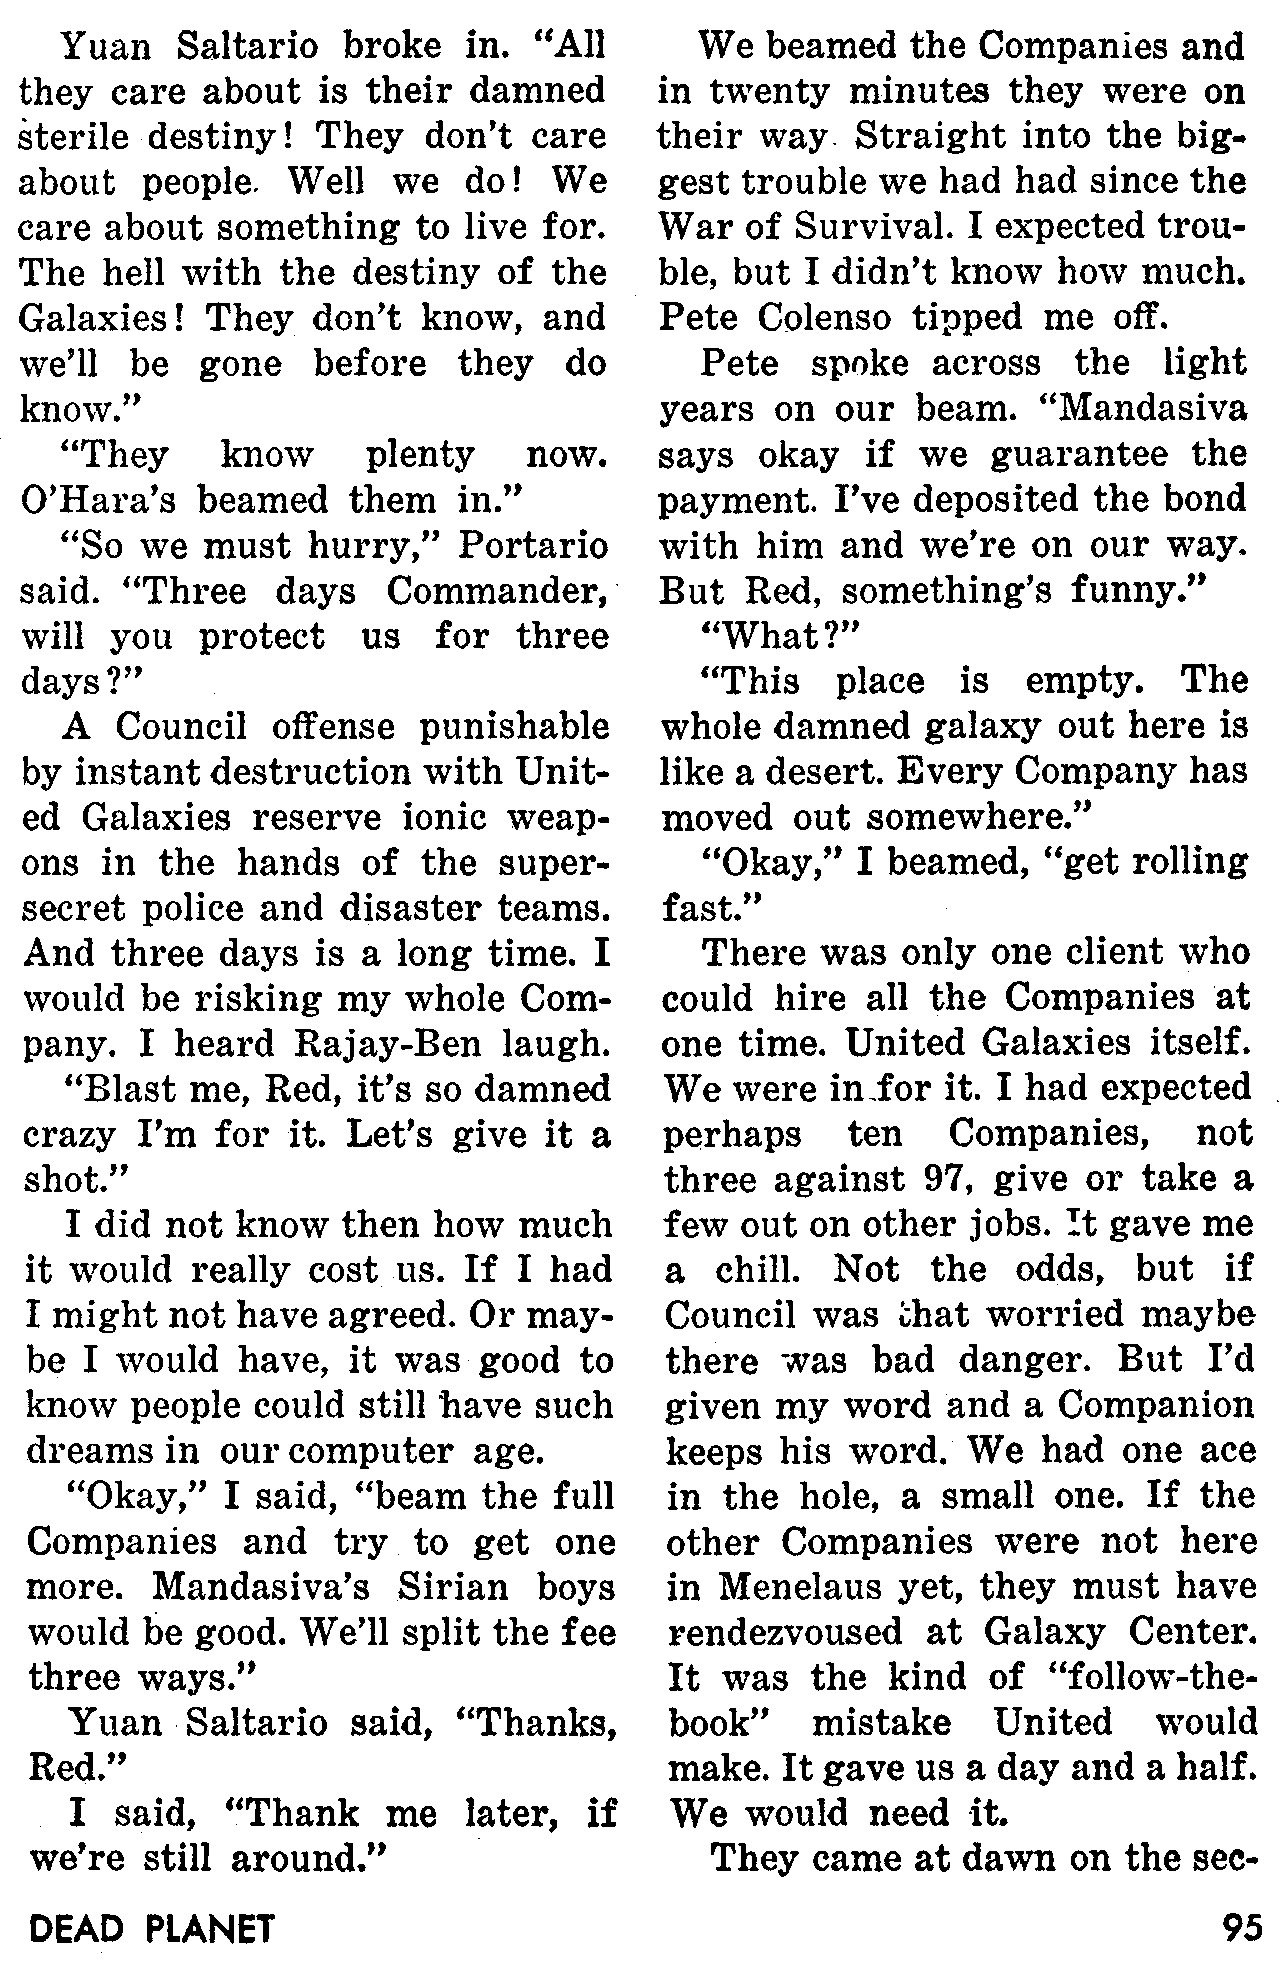 Yuan Saltario broke in. “All
they care about is their damned
sterile destiny! They don’t care
about people. Well we do! We
care about something to live for.
The hell with the destiny of the
Galaxies! They don’t know, and
we’ll be gone before they do
know.”
“They know plenty now.
O’Hara’s beamed them in.”
“So we must hurry,” Portario
said. “Three days Commander,
will you protect us for three
days?”
A Council offense punishable
by instant destruction with Unit-
ed Galaxies reserve ionic weap-
ons in the hands of the super-
secret police and disaster teams.
And three days is a long time. I
would be risking my whole Com-
pany. I heard Rajay-Ben laugh.
“Blast me, Red, it’s so damned
crazy I’m for it. Let’s give it a
shot.”
I did not know then how much
it would really cost us. If I had
I might not have agreed. Or may-
be I would have, it was good to
know people could still have such
dreams in our computer age.
“Okay,” I said, “beam the full
Companies and try to get one
more. Mandasiva’s Sirian boys
would be good. We’ll split the fee
three ways.”
Yuan Saltario said, “Thanks,
Red.”
I said, “Thank me later, if
we’re still around.”
We beamed the Companies and
in twenty minutes they were on
their way. Straight into the big-
gest trouble we had had since the
War of Survival. I expected trou-
ble, but I didn’t know how much.
Pete Colenso tipped me off.
Pete spoke across the light
years on our beam. “Mandasiva
says okay if we guarantee the
payment. I’ve deposited the bond
with him and we’re on our way.
But Red, something’s funny.”
“What?”
“This place is empty. The
whole damned galaxy out here is
like a desert. Every Company has
moved out somewhere.”
“Okay,” I beamed, “get rolling
fast.”
There was only one client who
could hire all the Companies at
one time. United Galaxies itself.
We were in for it. I had expected
perhaps ten Companies, not
three against 97, give or take a
few out on other jobs. It gave me
a chill. Not the odds, but if
Council was that worried maybe
there was bad danger. But I’d
given my word and a Companion
keeps his word. We had one ace
in the hole, a small one. If the
other Companies were not here
in Menelaus yet, they must have
rendezvoused at Galaxy Center.
It was the kind of “follow-the-
book” mistake United would
make. It gave us a day and a half.
We would need it.
They came at dawn on the sec-
DEAD PLANET 95